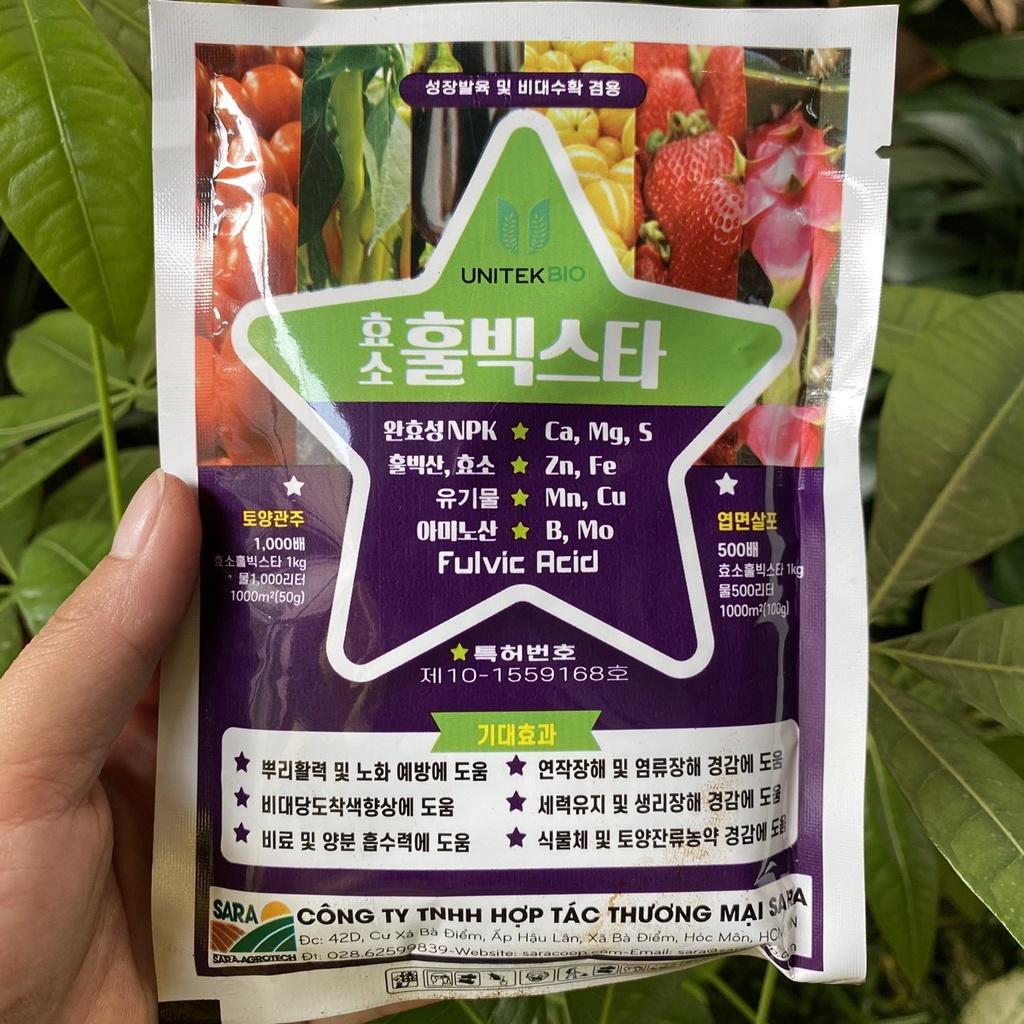 성장발육 및 비대수확 겸용
UNITEKBIO
효소 훌빅스타
완효성NPK ★ Ca, Mg, S
훌빅산, 효소 ★ Zn, Fe
유기물 ★ Mn, Cu
아미노산 ★ B, Mo
Fulvic Acid
토양관주
1,000배
효소훌빅스타 1kg
물1,000리터
1000m²(50g)
엽면살포
500배
효소훌빅스타 1kg
물500리터
1000m²(100g)
★특허번호
제10-1559168호
기대효과
★ 뿌리활력 및 노화 예방에 도움
★ 비대당도착색향상에 도움
★ 비료 및 양분 흡수력에 도움
★ 연작장해 및 염류장해 경감에 도움
★ 세력유지 및 생리장해 경감에 도움
★ 식물체 및 토양잔류농약 경감에 도움
SARA
SARA AGROTECH
CÔNG TY TNHH HỢP TÁC THƯƠNG MẠI SARA
Đc: 42D, Cư Xá Bà Điểm, Ấp Hậu Lân, Xã Bà Điểm, Hóc Môn, HCM
Đt: 028.62599839-Website: saracoop.com-Email: